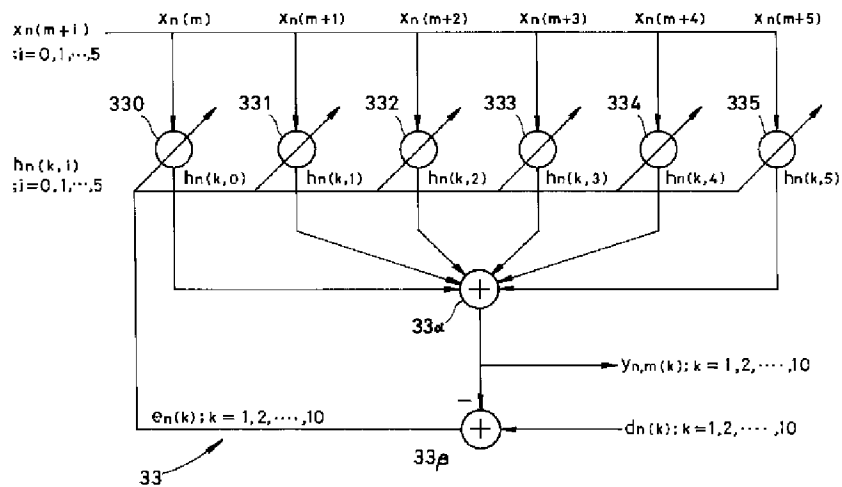 xn(m+i) xn(m) xn(m+1) xn(m+2) xn(m+3) xn(m+4) xn(m+5)
;i=0,1,···,5
330 331 332 333 334 335
hn(k,i)
;i=0,1,···,5
hn(k,0) hn(k,1) hn(k,2) hn(k,3) hn(k,4) hn(k,5)
+
33α
yn,m(k);k=1,2,····,10
−
en(k);k=1,2,····,10
+
dn(k);k=1,2,····,10
33
33β